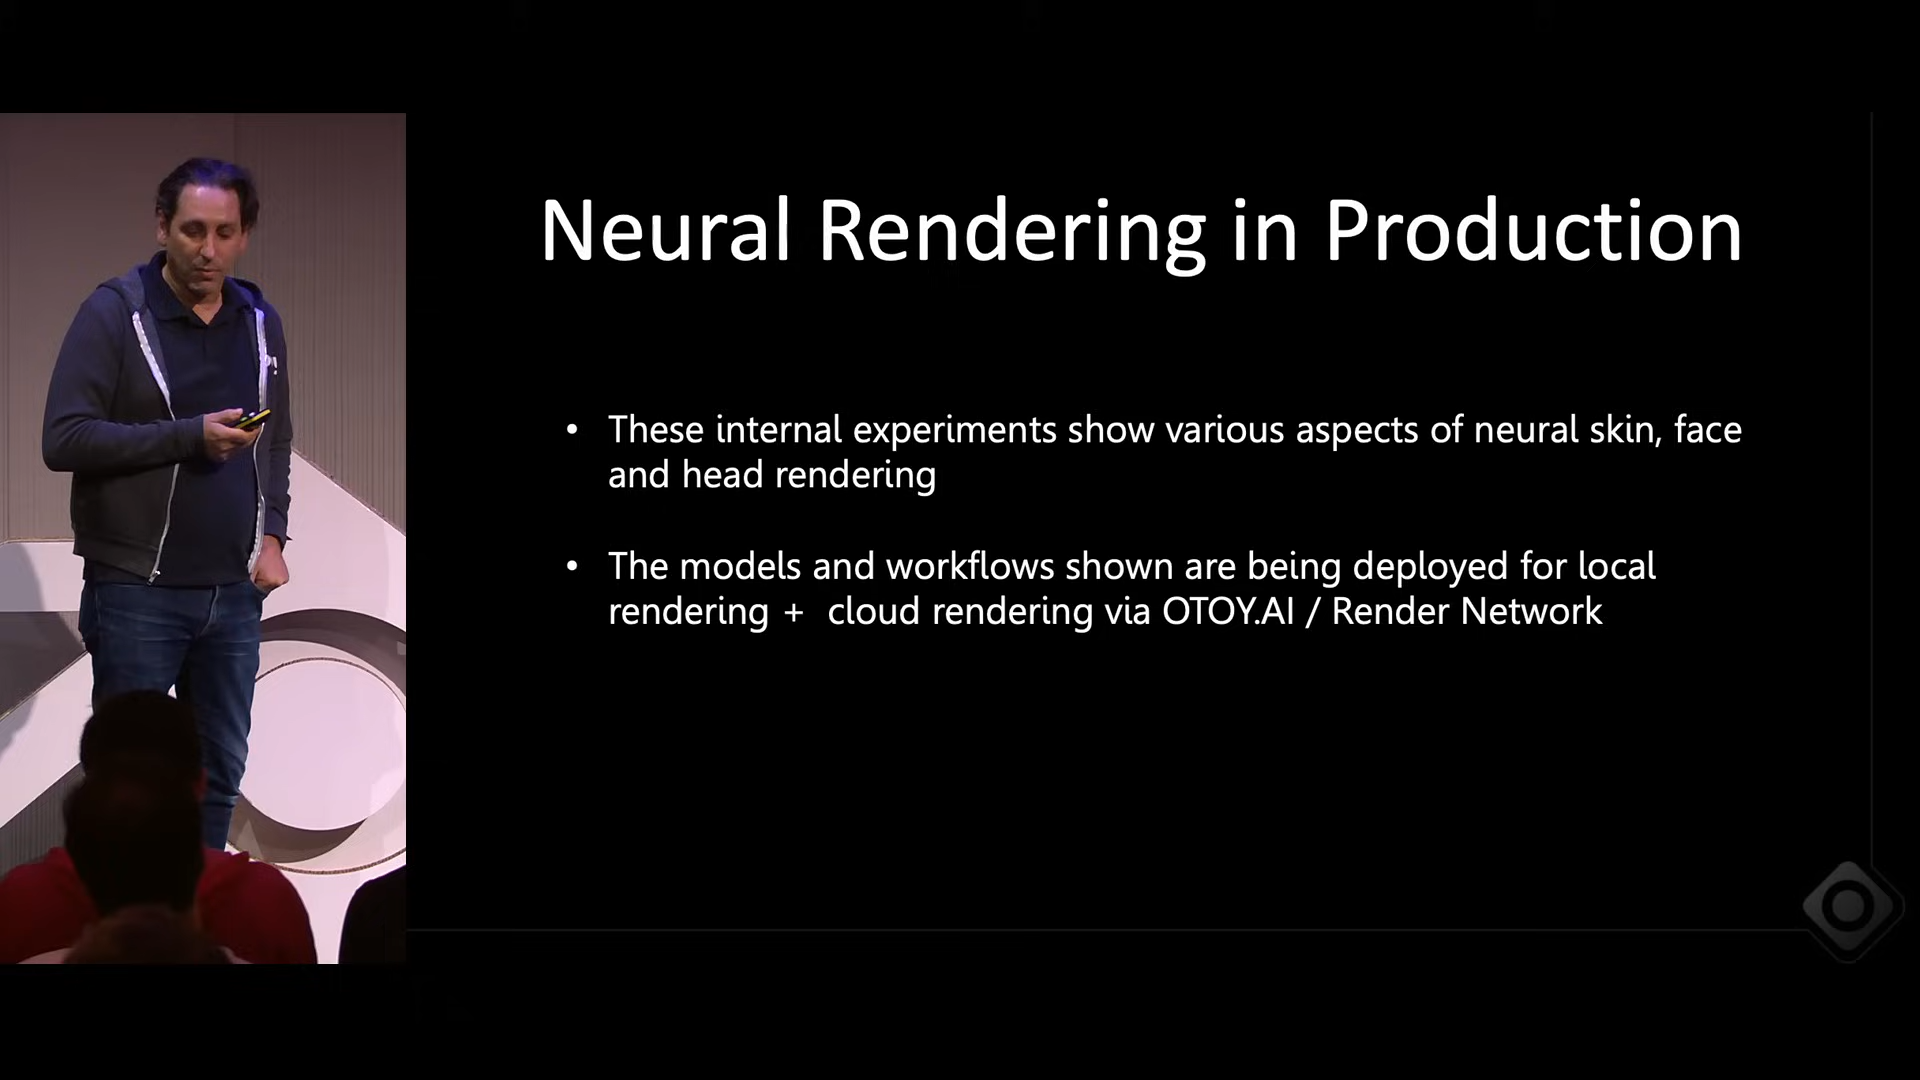 Neural Rendering in Production
• These internal experiments show various aspects of neural skin, face
and head rendering
• The models and workflows shown are being deployed for local
rendering + cloud rendering via OTOY.AI / Render Network